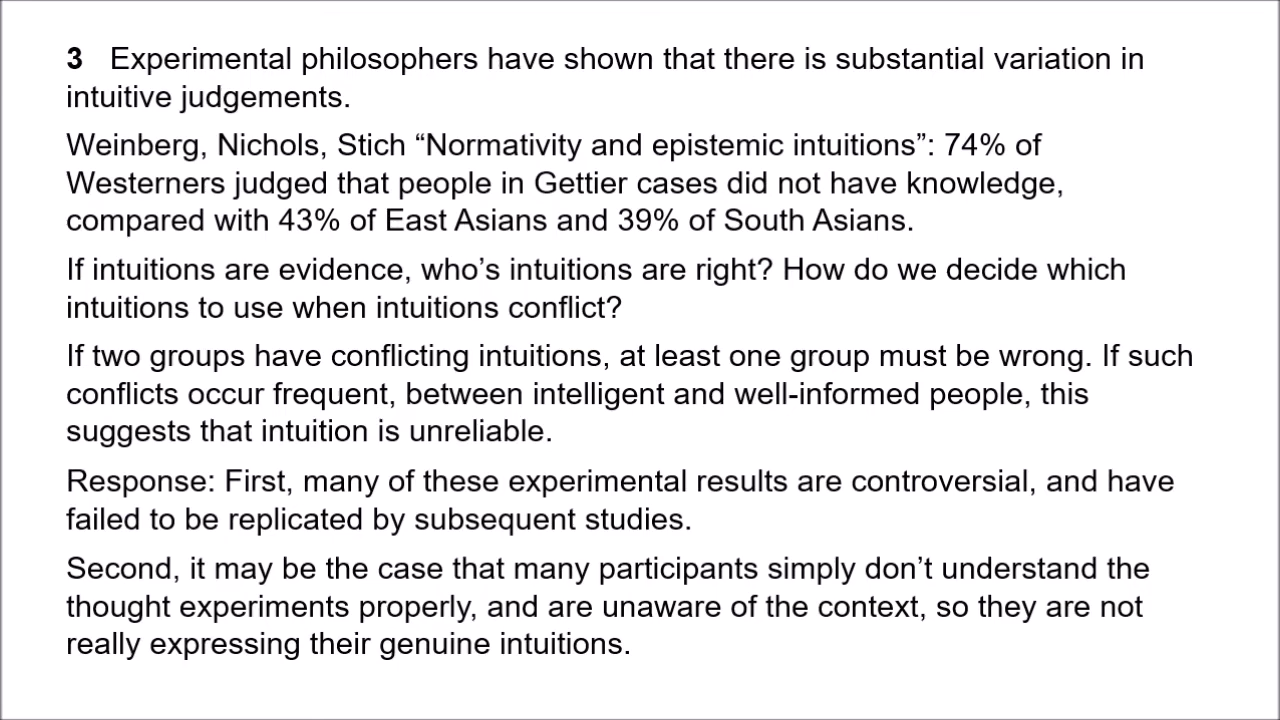 3 Experimental philosophers have shown that there is substantial variation in
intuitive judgements.
Weinberg, Nichols, Stich “Normativity and epistemic intuitions”: 74% of
Westerners judged that people in Gettier cases did not have knowledge,
compared with 43% of East Asians and 39% of South Asians.
If intuitions are evidence, who’s intuitions are right? How do we decide which
intuitions to use when intuitions conflict?
If two groups have conflicting intuitions, at least one group must be wrong. If such
conflicts occur frequent, between intelligent and well-informed people, this
suggests that intuition is unreliable.
Response: First, many of these experimental results are controversial, and have
failed to be replicated by subsequent studies.
Second, it may be the case that many participants simply don’t understand the
thought experiments properly, and are unaware of the context, so they are not
really expressing their genuine intuitions.